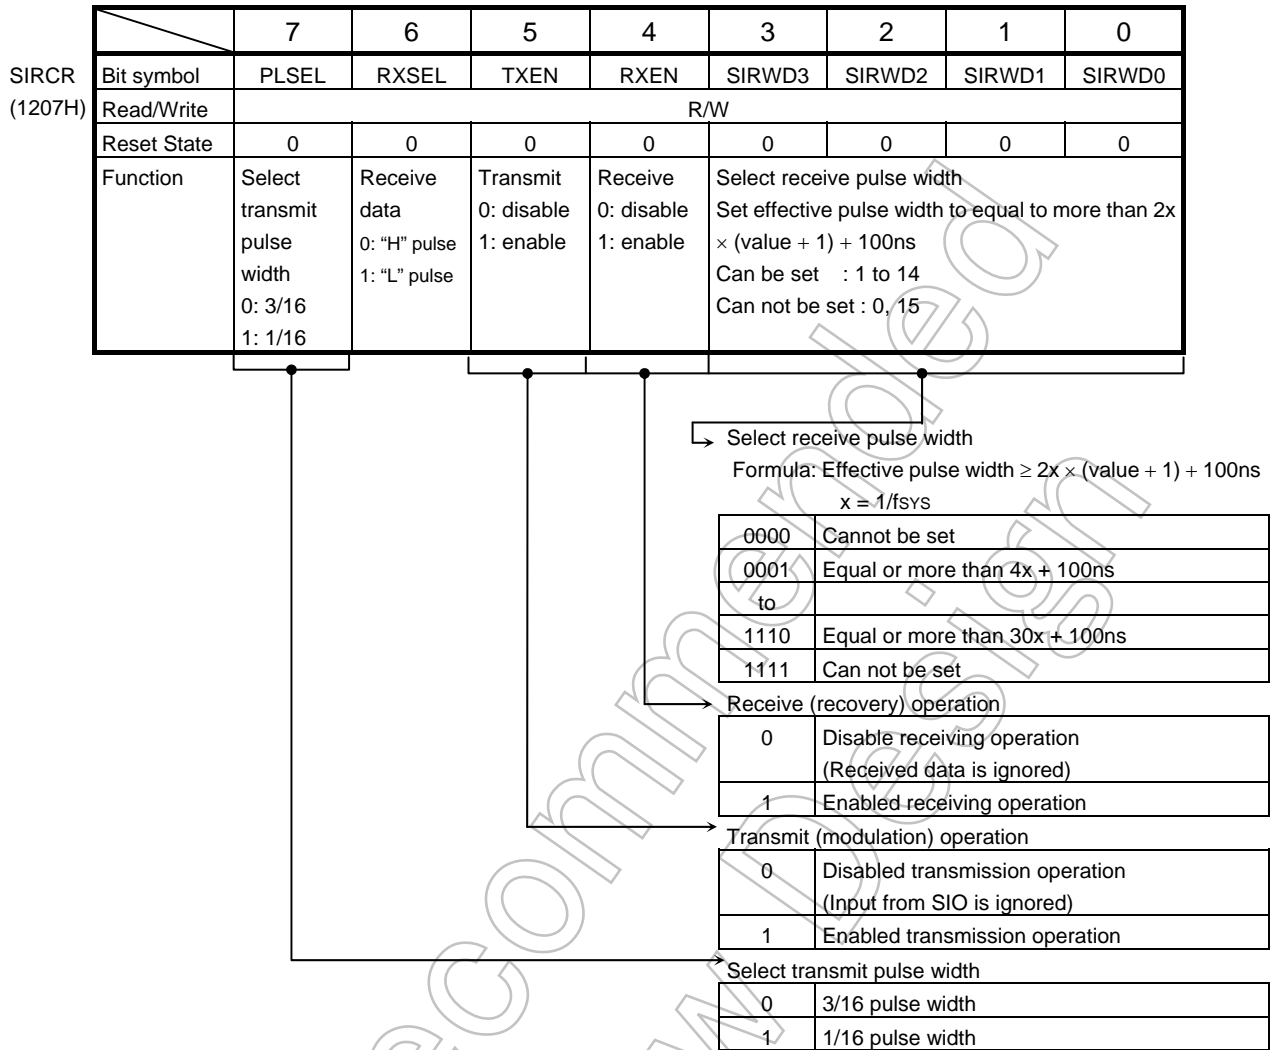 7 6 5 4 3 2 1 0
SIRCR Bit symbol PLSEL RXSEL TXEN RXEN SIRWD3 SIRWD2 SIRWD1 SIRWD0
(1207H) Read/Write R/W
Reset State 0 0 0 0 0 0 0 0
Function Select Receive Transmit Receive Select receive pulse width
transmit data 0: disable 0: disable Set effective pulse width to equal to more than 2x
pulse 0: “H” pulse 1: enable 1: enable × (value + 1) + 100ns
width 1: “L” pulse Can be set : 1 to 14
0: 3/16 Can not be set : 0, 15
1: 1/16
Select receive pulse width
Formula: Effective pulse width ≥ 2x × (value + 1) + 100ns
x = 1/fSYS
0000 Cannot be set
0001 Equal or more than 4x + 100ns
to
1110 Equal or more than 30x + 100ns
1111 Can not be set
Receive (recovery) operation
0 Disable receiving operation
(Received data is ignored)
1 Enabled receiving operation
Transmit (modulation) operation
0 Disabled transmission operation
(Input from SIO is ignored)
1 Enabled transmission operation
Select transmit pulse width
0 3/16 pulse width
1 1/16 pulse width